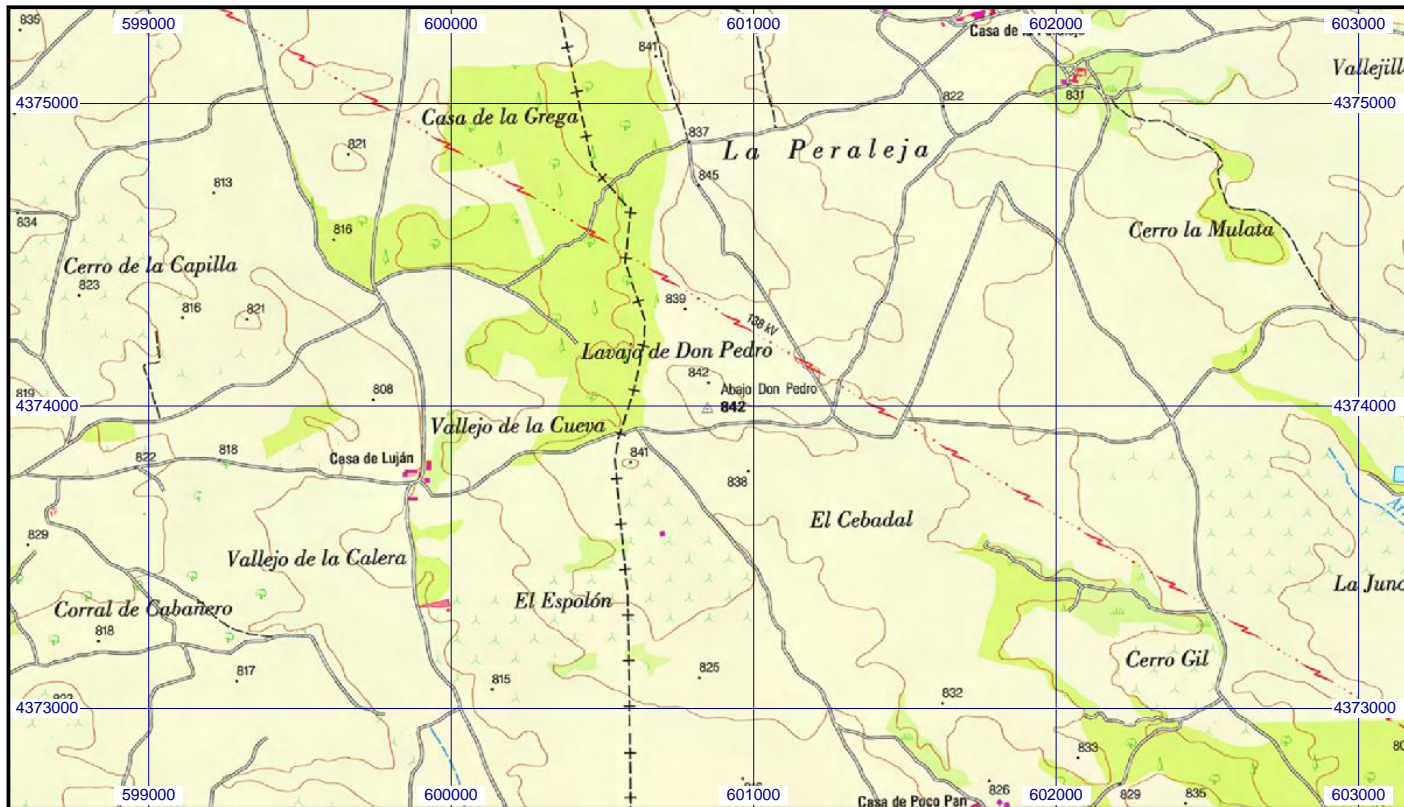 599000
600000
601000
602000
603000
835
841
Vallejill
4375000
831
822
4375000
Casa de la Grega
837
La Peraleja
821
845
813
834
816
Cerro la Mulata
Cerro de la Capilla
823
816
821
839
138 kV
Lavajo de Don Pedro
842
Abajo Don Pedro
842
819
808
4374000
4374000
Vallejo de la Cueva
818
822
Casa de Luján
841
838
El Cebadal
829
Vallejo de la Calera
La Junc
El Espolón
Corral de Cabañero
818
Cerro Gil
817
815
825
832
4373000
4373000
833
826
829
835
Casa de Poco Pan
599000
600000
601000
602000
603000